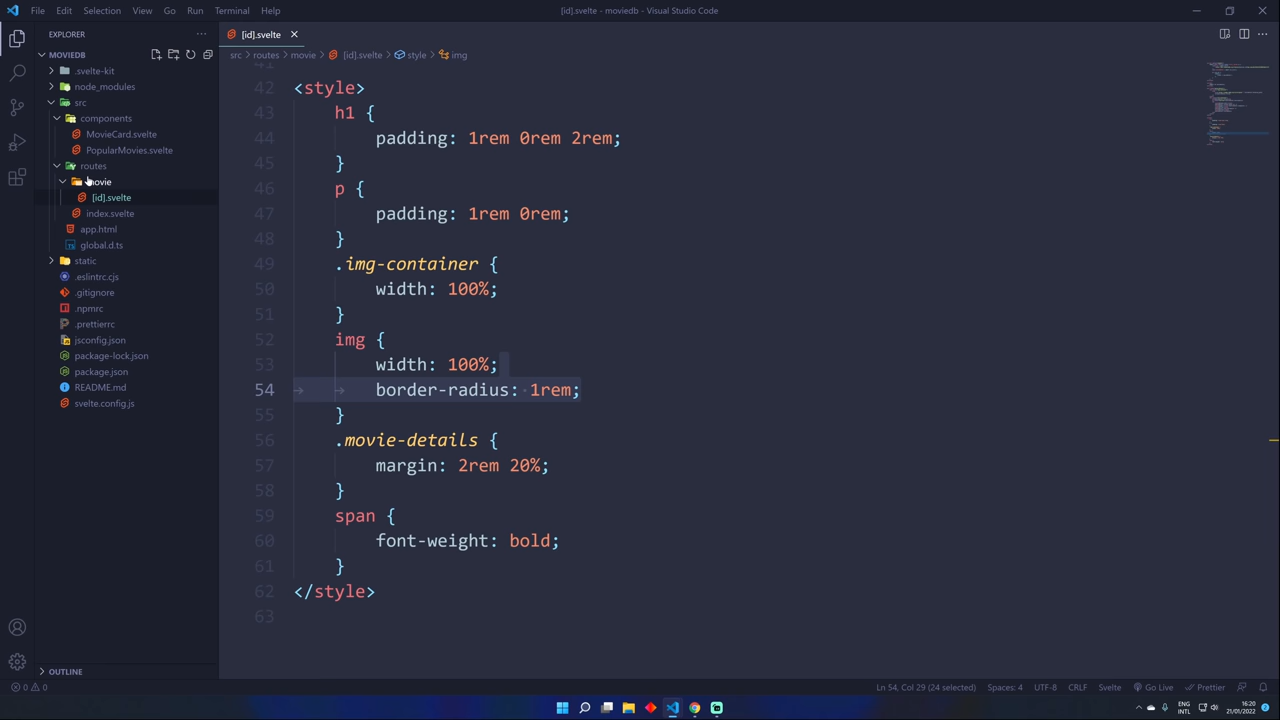 File Edit Selection View Go Run Terminal Help
[id].svelte - moviedb - Visual Studio Code
EXPLORER
MOVIEDB
.svelte-kit
node_modules
src
components
MovieCard.svelte
PopularMovies.svelte
routes
movie
[id].svelte
index.svelte
app.html
global.d.ts
static
.eslintrc.cjs
.gitignore
.npmrc
.prettierrc
jsconfig.json
package-lock.json
package.json
README.md
svelte.config.js
OUTLINE
[id].svelte
src > routes > movie > [id].svelte > style > img
41
42 <style>
43 h1 {
44 padding: 1rem 0rem 2rem;
45 }
46 p {
47 padding: 1rem 0rem;
48 }
49 .img-container {
50 width: 100%;
51 }
52 img {
53 width: 100%;
54 border-radius: 1rem;
55 }
56 .movie-details {
57 margin: 2rem 20%;
58 }
59 span {
60 font-weight: bold;
61 }
62 </style>
63
0 0
Ln 54, Col 29 (24 selected) Spaces: 4 UTF-8 CRLF Svelte Go Live Prettier
ENG
INTL
16:20
21/01/2022